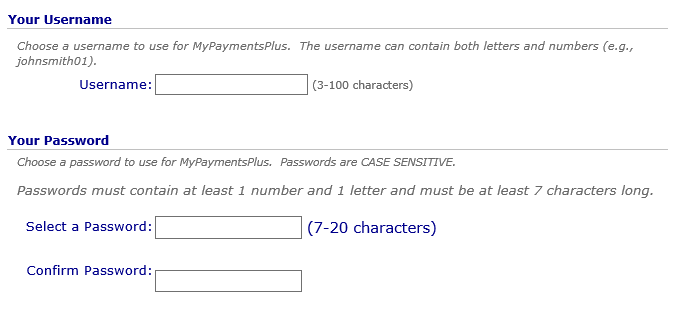 Your Username
Choose a username to use for MyPaymentsPlus. The username can contain both letters and numbers (e.g.,
johnsmith01).
Username: (3-100 characters)
Your Password
Choose a password to use for MyPaymentsPlus. Passwords are CASE SENSITIVE.
Passwords must contain at least 1 number and 1 letter and must be at least 7 characters long.
Select a Password: (7-20 characters)
Confirm Password: